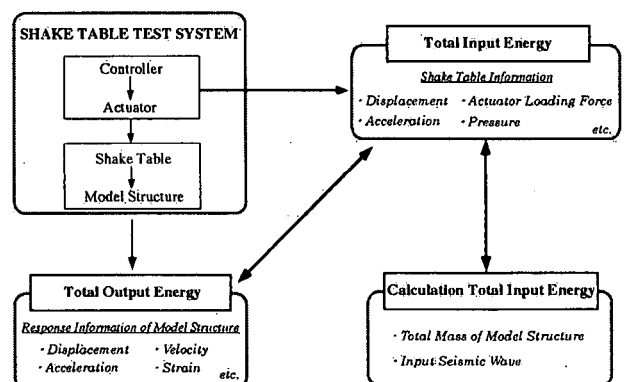 SHAKE TABLE TEST SYSTEM
Controller
Actuator
Shake Table
Model Structure
Total Input Energy
Shake Table Information
· Displacement · Actuator Loading Force
· Acceleration · Pressure
etc.
Total Output Energy
Response Information of Model Structure
· Displacement · Velocity
· Acceleration · Strain
etc.
Calculation Total Input Energy
· Total Mass of Model Structure
· Input Seismic Wave